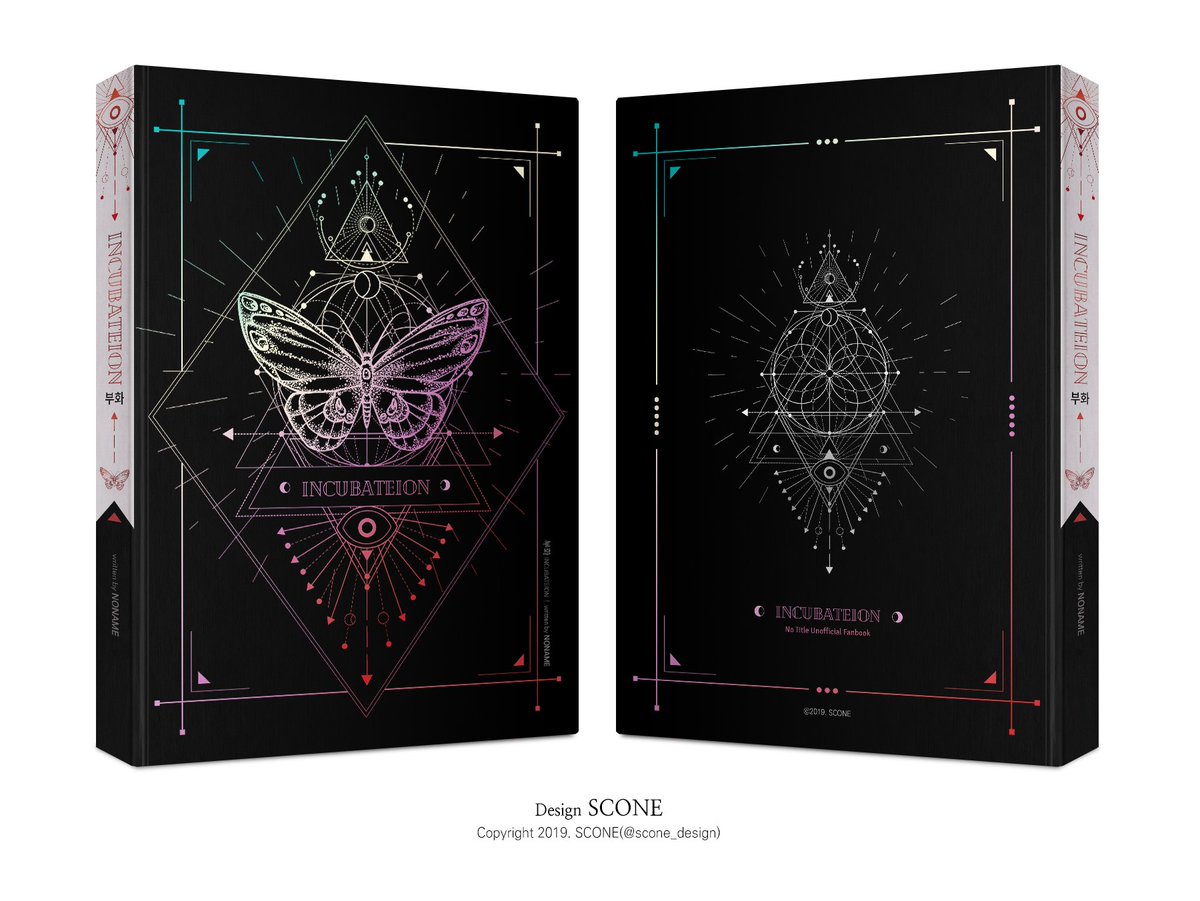 INCUBATEION
부화
written by NONAME
INCUBATEION
부화 INCUBATEION | written by NONAME
INCUBATEION
No Title Unofficial Fanbook
©2019. SCONE
INCUBATEION
부화
written by NONAME
Design SCONE
Copyright 2019. SCONE(@scone_design)